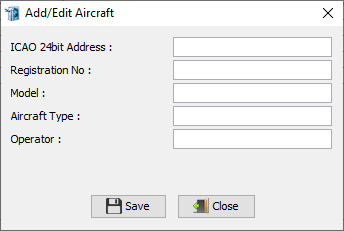 Add/Edit Aircraft
ICAO 24bit Address :
Registration No :
Model :
Aircraft Type :
Operator :
Save Close